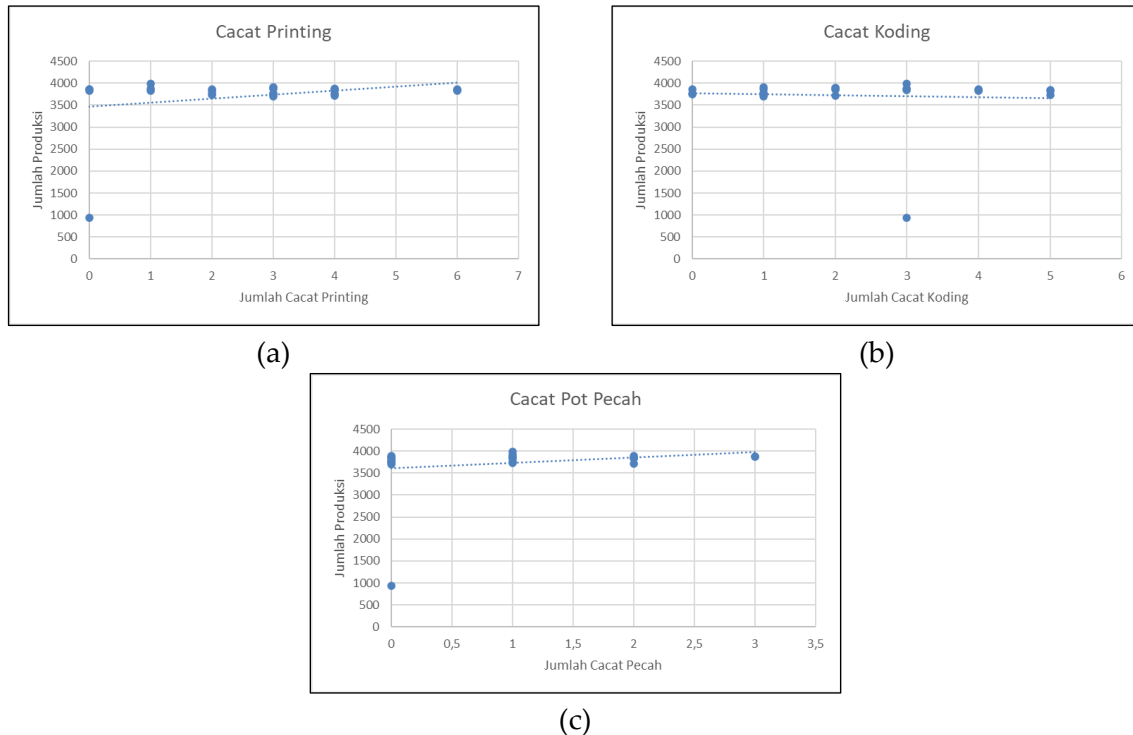 Cacat Printing
4500
4000
3500
3000
2500
2000
1500
1000
500
0
Jumlah Produksi
0 1 2 3 4 5 6 7
Jumlah Cacat Printing
(a)
Cacat Koding
4500
4000
3500
3000
2500
2000
1500
1000
500
0
Jumlah Produksi
0 1 2 3 4 5 6
Jumlah Cacat Koding
(b)
Cacat Pot Pecah
4500
4000
3500
3000
2500
2000
1500
1000
500
0
Jumlah Produksi
0 0,5 1 1,5 2 2,5 3 3,5
Jumlah Cacat Pecah
(c)